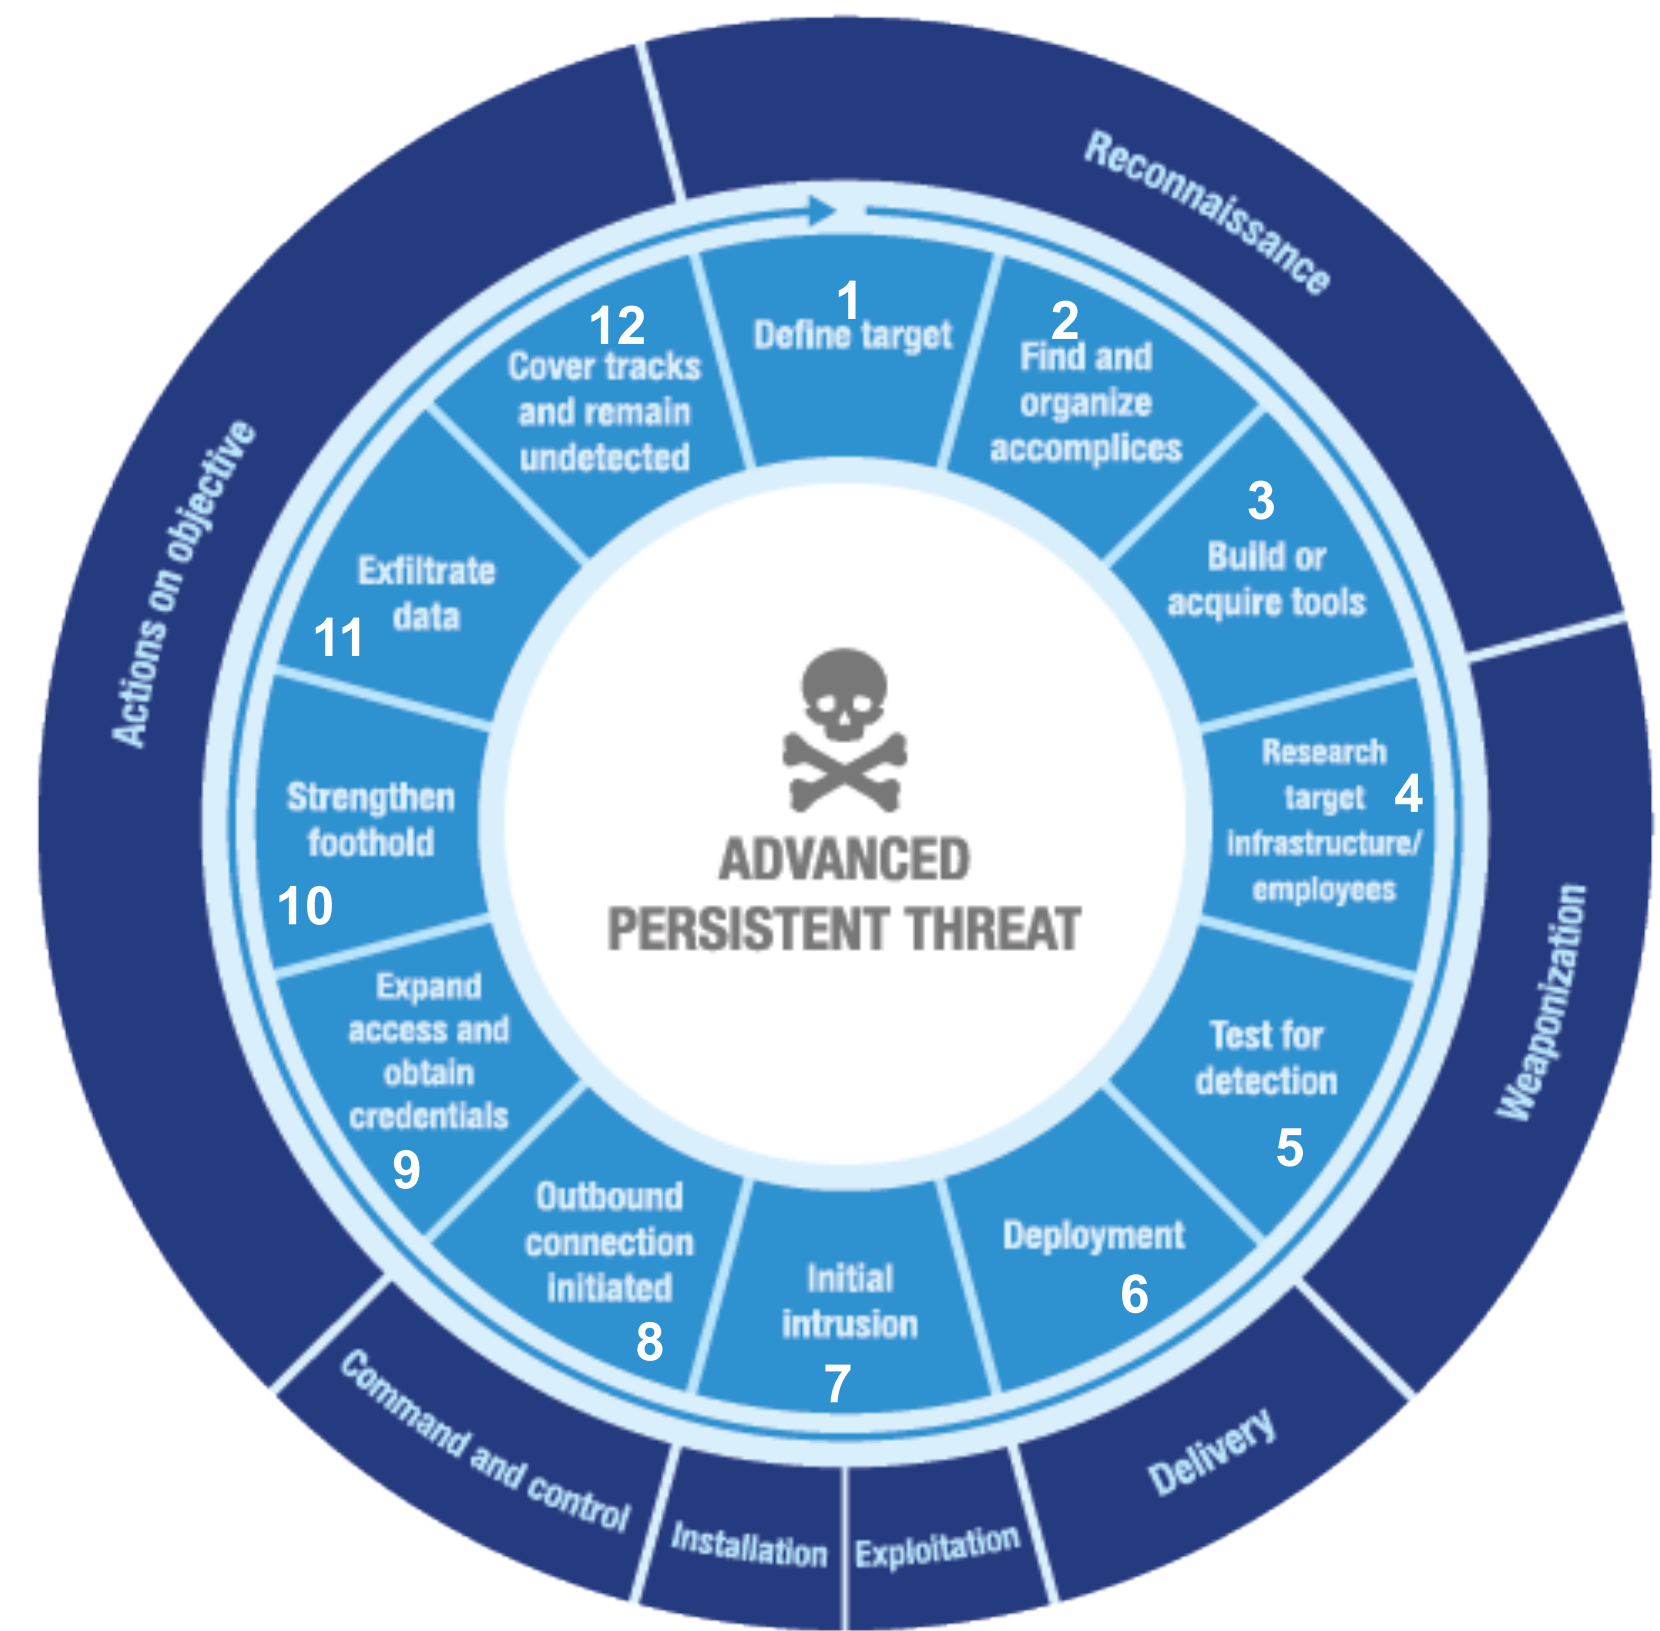 Reconnaissance
Weaponization
Delivery
Exploitation
Installation
Command and control
Actions on objective
1
Define target
2
Find and
organize
accomplices
3
Build or
acquire tools
Research
target 4
infrastructure/
employees
Test for
detection
5
Deployment
6
Initial
intrusion
7
Outbound
connection
initiated
8
Expand
access and
obtain
credentials
9
Strengthen
foothold
10
Exfiltrate
data
11
12
Cover tracks
and remain
undetected
ADVANCED
PERSISTENT THREAT